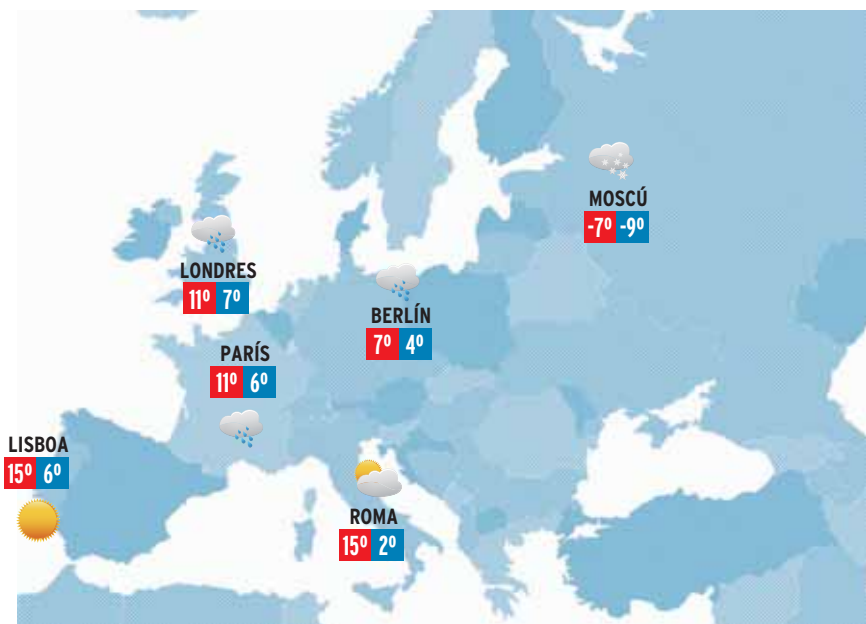 MOSCÚ
-7º -9º
LONDRES
11º 7º
BERLÍN
7º 4º
PARÍS
11º 6º
LISBOA
15º 6º
ROMA
15º 2º